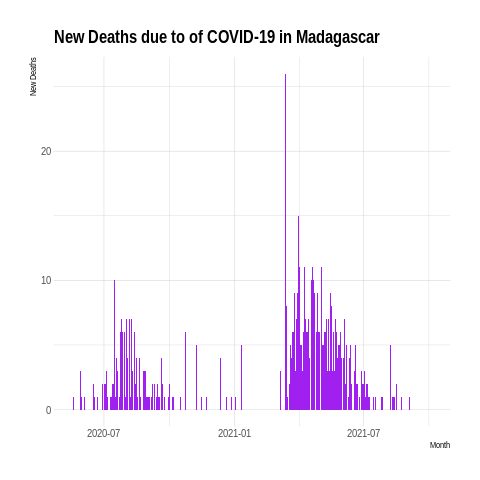 New Deaths due to of COVID-19 in Madagascar
New Deaths
20
10
0
2020-07
2021-01
2021-07
Month